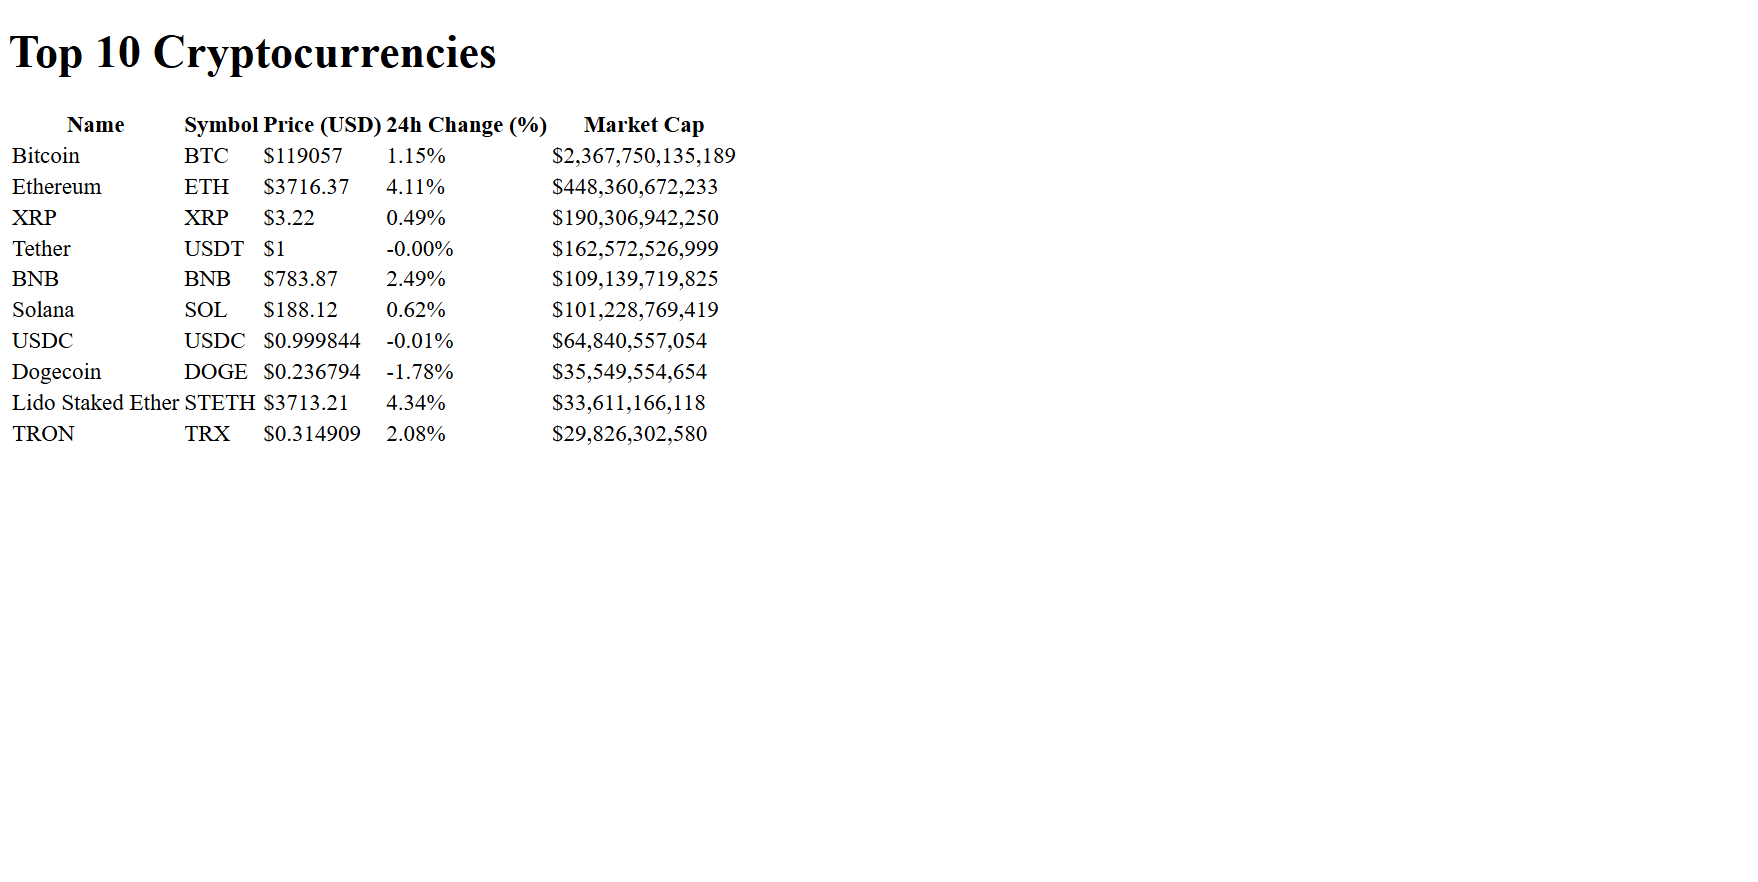 Top 10 Cryptocurrencies
Name Symbol Price (USD) 24h Change (%) Market Cap
Bitcoin BTC $119057 1.15% $2,367,750,135,189
Ethereum ETH $3716.37 4.11% $448,360,672,233
XRP XRP $3.22 0.49% $190,306,942,250
Tether USDT $1 -0.00% $162,572,526,999
BNB BNB $783.87 2.49% $109,139,719,825
Solana SOL $188.12 0.62% $101,228,769,419
USDC USDC $0.999844 -0.01% $64,840,557,054
Dogecoin DOGE $0.236794 -1.78% $35,549,554,654
Lido Staked Ether STETH $3713.21 4.34% $33,611,166,118
TRON TRX $0.314909 2.08% $29,826,302,580